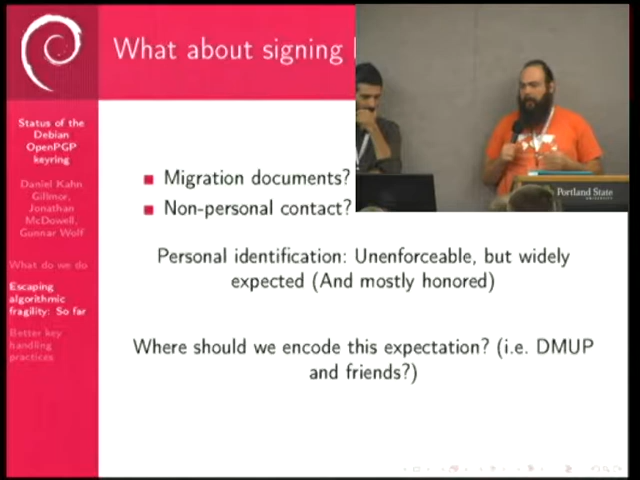 What about signing
Status of the
Debian
OpenPGP
keyring
Daniel Kahn
Gillmor,
Jonathan
McDowell,
Gunnar Wolf
What do we do
Escaping
algorithmic
fragility: So far
Better key
handling
practices
Migration documents?
Non-personal contact?
Personal identification: Unenforceable, but widely
expected (And mostly honored)
Where should we encode this expectation? (i.e. DMUP
and friends?)
Portland State
UNIVERSITY